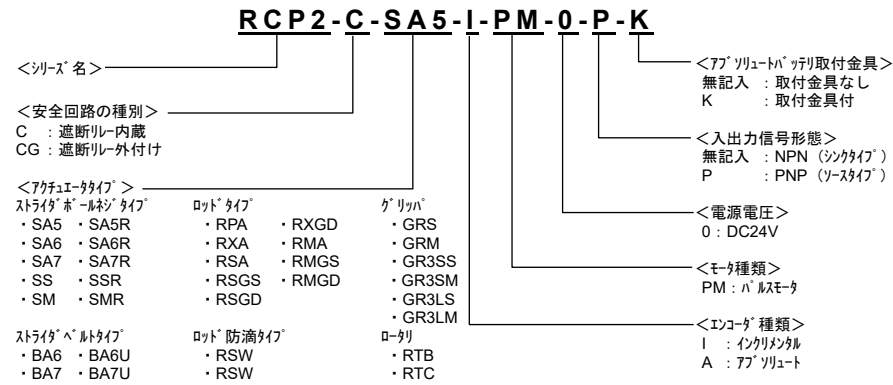 RCP2-C-SA5-I-PM-0-P-K
<ｼﾘｰｽﾞ名>
<安全回路の種別>
C ：遮断ﾘﾚｰ内蔵
CG：遮断ﾘﾚｰ外付け
<ｱｸﾁｭｴｰﾀﾀｲﾌﾟ>
ｽﾄﾗｲﾀﾞﾎﾞｰﾙﾈｼﾞﾀｲﾌﾟ
・SA5 ・SA5R
・SA6 ・SA6R
・SA7 ・SA7R
・SS ・SSR
・SM ・SMR
ｽﾄﾗｲﾀﾞﾍﾞﾙﾄﾀｲﾌﾟ
・BA6 ・BA6U
・BA7 ・BA7U
ﾛｯﾄﾞﾀｲﾌﾟ
・RPA ・RXGD
・RXA ・RMA
・RSA ・RMGS
・RSGS ・RMGD
・RSGD
ﾛｯﾄﾞ防滴ﾀｲﾌﾟ
・RSW
・RSW
ｸﾞﾘｯﾊﾟ
・GRS
・GRM
・GR3SS
・GR3SM
・GR3LS
・GR3LM
ﾛｰﾀﾘ
・RTB
・RTC
<ｱﾌﾞｿﾘｭｰﾄﾊﾞｯﾃﾘ取付金具>
無記入 ：取付金具なし
K ：取付金具付
<入出力信号形態>
無記入 ：NPN（ｼﾝｸﾀｲﾌﾟ）
P ：PNP（ｿｰｽﾀｲﾌﾟ）
<電源電圧>
0：DC24V
<ﾓｰﾀ種類>
PM：ﾊﾟﾙｽﾓｰﾀ
<ｴﾝｺｰﾀﾞ種類>
I ：ｲﾝｸﾘﾒﾝﾀﾙ
A ：ｱﾌﾞｿﾘｭｰﾄ